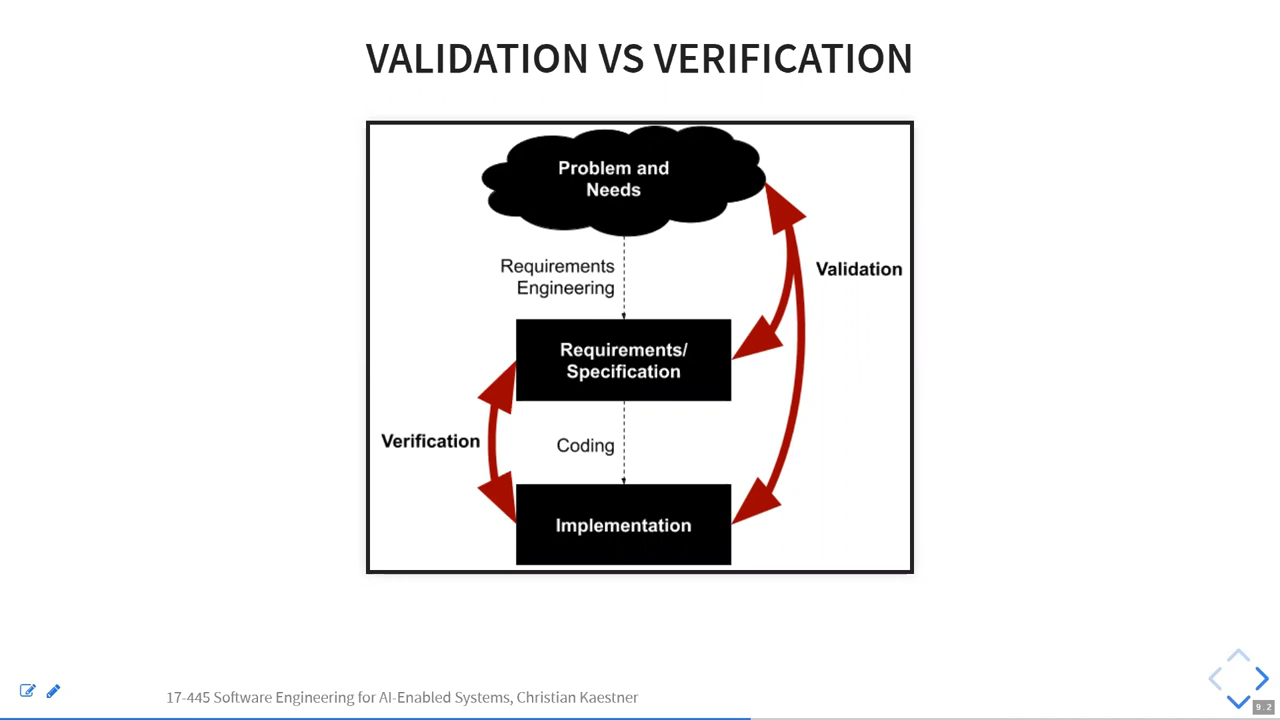 VALIDATION VS VERIFICATION
Problem and
Needs
Requirements
Engineering
Validation
Requirements/
Specification
Verification
Coding
Implementation
17-445 Software Engineering for AI-Enabled Systems, Christian Kaestner
9.2